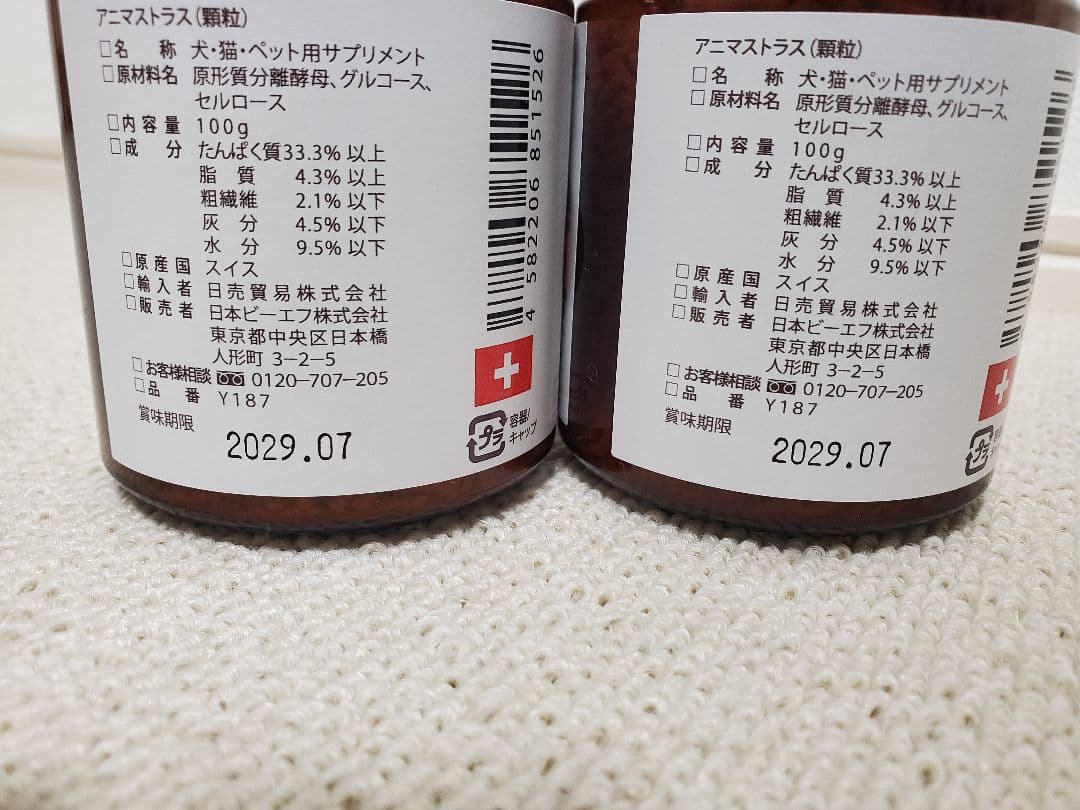 アニマストラス(顆粒)
□名 称 犬・猫・ペット用サプリメント
□原材料名 原形質分離酵母、グルコース、
セルロース
□内容量 100g
□成 分 たんぱく質33.3% 以上
脂 質 4.3% 以上
粗繊維 2.1% 以下
灰 分 4.5% 以下
水 分 9.5% 以下
□原産国 スイス
□輸入者 日売貿易株式会社
□販売者 日本ビーエフ株式会社
東京都中央区日本橋
人形町 3-2-5
□お客様相談 0120-707-205
□品 番 Y187
賞味期限
2029.07
4 582206 851526
プラ
容器/
キャップ
アニマストラス(顆粒)
□名 称 犬・猫・ペット用サプリメント
□原材料名 原形質分離酵母、グルコース、
セルロース
□内容量 100g
□成 分 たんぱく質33.3% 以上
脂 質 4.3% 以上
粗繊維 2.1% 以下
灰 分 4.5% 以下
水 分 9.5% 以下
□原産国 スイス
□輸入者 日売貿易株式会社
□販売者 日本ビーエフ株式会社
東京都中央区日本橋
人形町 3-2-5
□お客様相談 0120-707-205
□品 番 Y187
賞味期限
2029.07
プラ